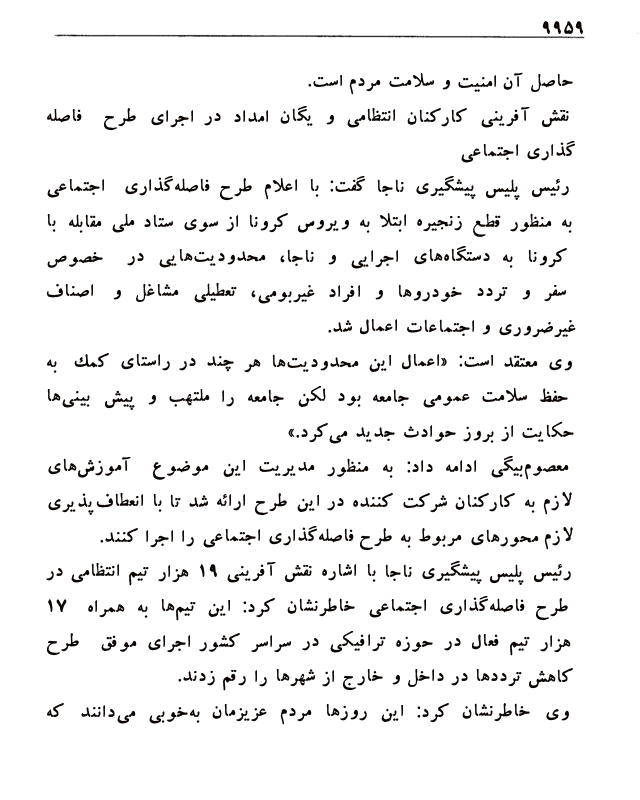 ۹۹۵۹
حاصل آن امنیت و سلامت مردم است.
نقش آفرینی کارکنان انتظامی و یگان امداد در اجرای طرح فاصله
گذاری اجتماعی
رئیس پلیس پیشگیری ناجا گفت: با اعلام طرح فاصله‌گذاری اجتماعی
به منظور قطع زنجیره ابتلا به ویروس کرونا از سوی ستاد ملی مقابله با
کرونا به دستگاه‌های اجرایی و ناجا، محدودیت‌هایی در خصوص
سفر و تردد خودروها و افراد غیربومی، تعطیلی مشاغل و اصناف
غیرضروری و اجتماعات اعمال شد.
وی معتقد است: «اعمال این محدودیت‌ها هر چند در راستای کمك به
حفظ سلامت عمومی جامعه بود لکن جامعه را ملتهب و پیش بینی‌ها
حکایت از بروز حوادث جدید می‌کرد.»
معصوم‌بیگی ادامه داد: به منظور مدیریت این موضوع آموزش‌های
لازم به کارکنان شرکت کننده در این طرح ارائه شد تا با انعطاف‌پذیری
لازم محورهای مربوط به طرح فاصله‌گذاری اجتماعی را اجرا کنند.
رئیس پلیس پیشگیری ناجا با اشاره نقش آفرینی ۱۹ هزار تیم انتظامی در
طرح فاصله‌گذاری اجتماعی خاطرنشان کرد: این تیم‌ها به همراه ۱۷
هزار تیم فعال در حوزه ترافیکی در سراسر کشور اجرای موفق طرح
کاهش ترددها در داخل و خارج از شهرها را رقم زدند.
وی خاطرنشان کرد: این روزها مردم عزیزمان به‌خوبی می‌دانند که